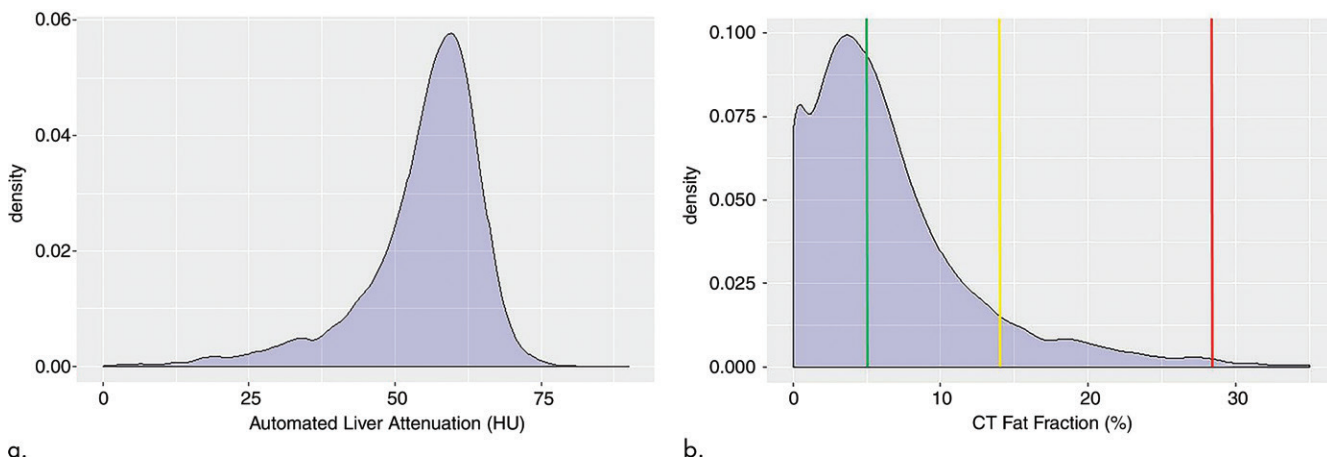 0.06
0.04
density
0.02
0.00
0 25 50 75
Automated Liver Attenuation (HU)
a.
0.100
0.075
density
0.050
0.025
0.000
0 10 20 30
CT Fat Fraction (%)
b.